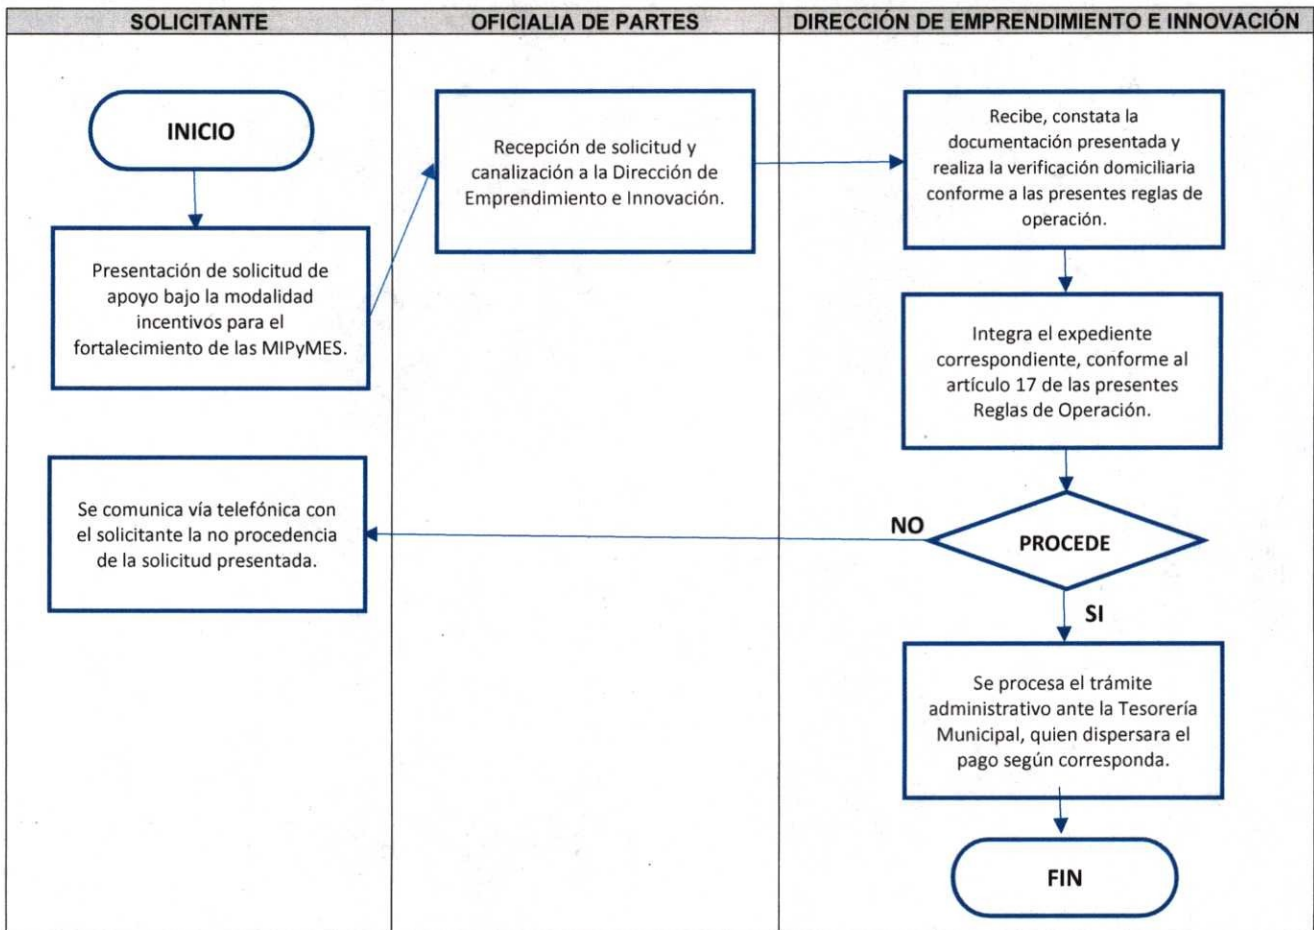 SOLICITANTE
OFICIALIA DE PARTES
DIRECCIÓN DE EMPRENDIMIENTO E INNOVACIÓN
INICIO
Presentación de solicitud de
apoyo bajo la modalidad
incentivos para el
fortalecimiento de las MIPyMES.
Recepción de solicitud y
canalización a la Dirección de
Emprendimiento e Innovación.
Recibe, constata la
documentación presentada y
realiza la verificación domiciliaria
conforme a las presentes reglas de
operación.
Integra el expediente
correspondiente, conforme al
artículo 17 de las presentes
Reglas de Operación.
PROCEDE
NO
Se comunica vía telefónica con
el solicitante la no procedencia
de la solicitud presentada.
SI
Se procesa el trámite
administrativo ante la Tesorería
Municipal, quien dispersara el
pago según corresponda.
FIN